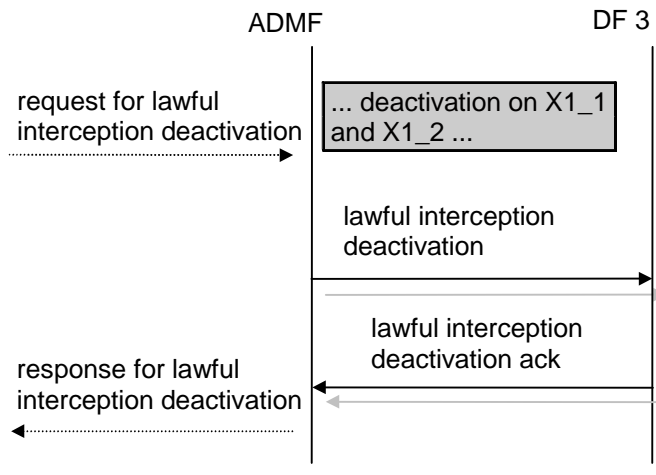 ADMF
DF 3
request for lawful
interception deactivation
... deactivation on X1_1
and X1_2 ...
lawful interception
deactivation
lawful interception
deactivation ack
response for lawful
interception deactivation